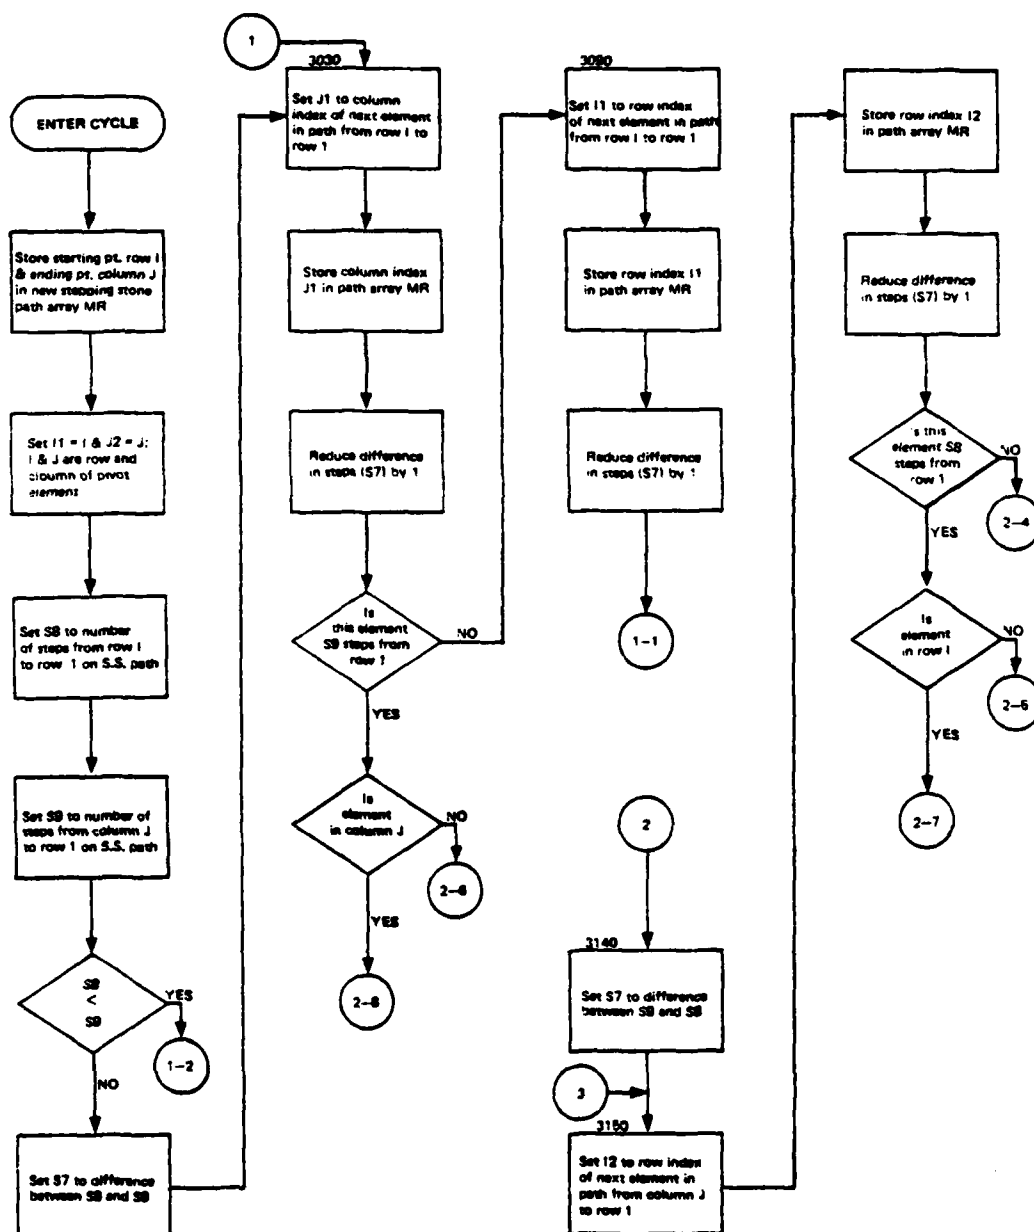 ENTER CYCLE
Store starting pt. row I
& ending pt. column J
in new stepping stone
path array MR
Set I1 = I & J2 = J;
I & J are row and
cloumn of pivot
element
Set S8 to number
of steps from row I
to row 1 on S.S. path
Set S9 to number of
steps from column J
to row 1 on S.S. path
S8
<
S9
YES
1-2
NO
Set S7 to difference
between S8 and S9
1
3030
Set J1 to column
index of next element
in path from row I to
row 1
Store column index
J1 in path array MR
Reduce difference
in steps (S7) by 1
Is
this element
S9 steps from
row 1
NO
YES
Is
element
in column J
NO
YES
3090
Set I1 to row index
of next element in path
from row I to row 1
Store row index I1
in path array MR
Reduce difference
in steps (S7) by 1
1-1
2
3140
Set S7 to difference
between S9 and S8
3
3150
Set I2 to row index
of next element in
path from column J
to row 1
Store row index I2
in path array MR
Reduce difference
in steps (S7) by 1
Is this
element S8
steps from
row 1
NO
2-4
YES
Is
element
in row I
NO
YES
2-7